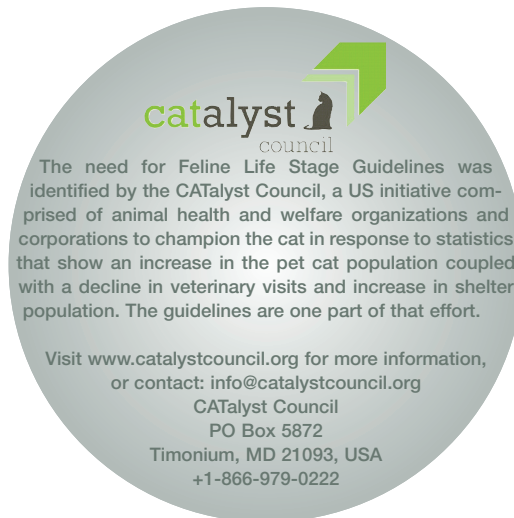 catalyst
council
The need for Feline Life Stage Guidelines was
identified by the CATalyst Council, a US initiative com-
prised of animal health and welfare organizations and
corporations to champion the cat in response to statistics
that show an increase in the pet cat population coupled
with a decline in veterinary visits and increase in shelter
population. The guidelines are one part of that effort.
Visit www.catalystcouncil.org for more information,
or contact: info@catalystcouncil.org
CATalyst Council
PO Box 5872
Timonium, MD 21093, USA
+1-866-979-0222